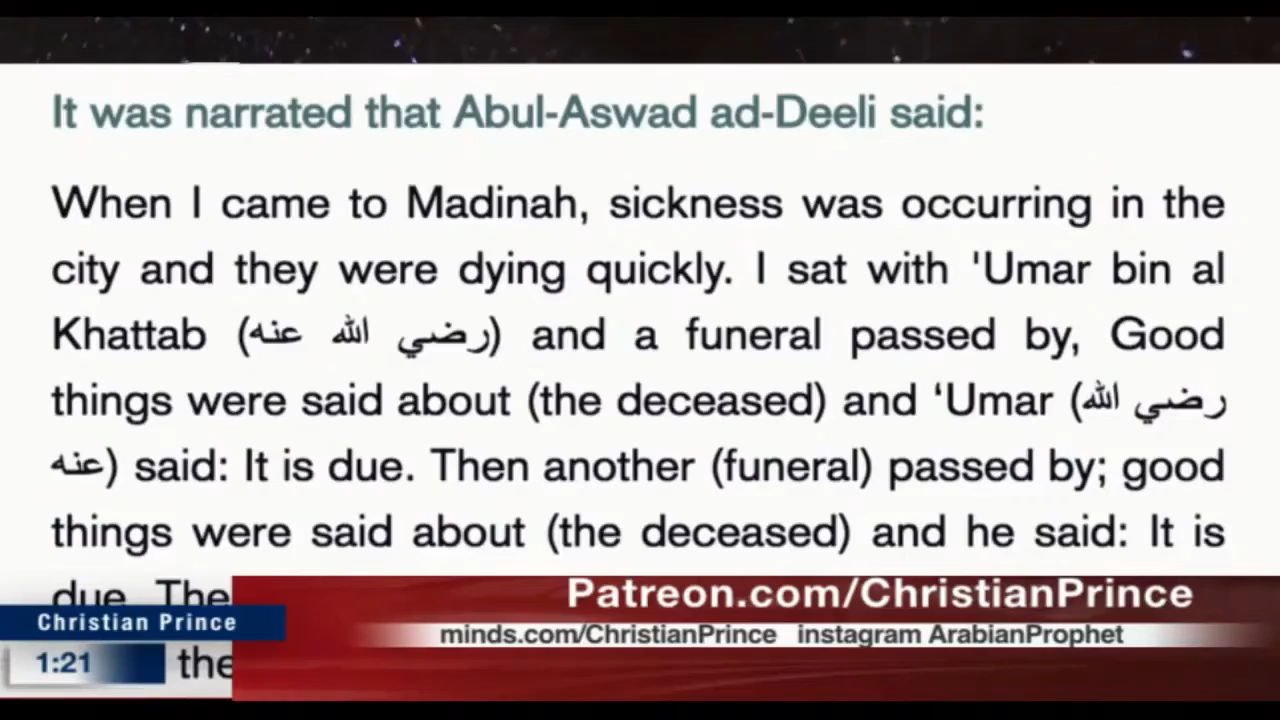 It was narrated that Abul-Aswad ad-Deeli said:
When I came to Madinah, sickness was occurring in the
city and they were dying quickly. I sat with 'Umar bin al
Khattab (رضي الله عنه) and a funeral passed by, Good
things were said about (the deceased) and ‘Umar (رضي الله
عنه) said: It is due. Then another (funeral) passed by; good
things were said about (the deceased) and he said: It is
due. The
the
Patreon.com/ChristianPrince
Christian Prince
minds.com/ChristianPrince instagram ArabianProphet
1:21